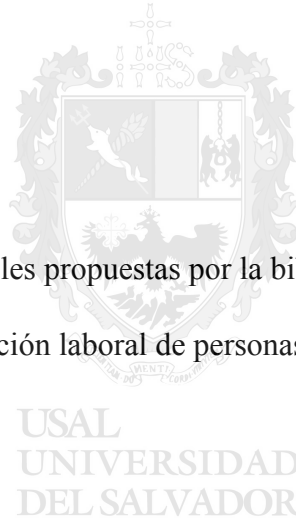 les propuestas por la bi
ción laboral de personas
USAL
UNIVERSIDAD
DEL SALVADOR